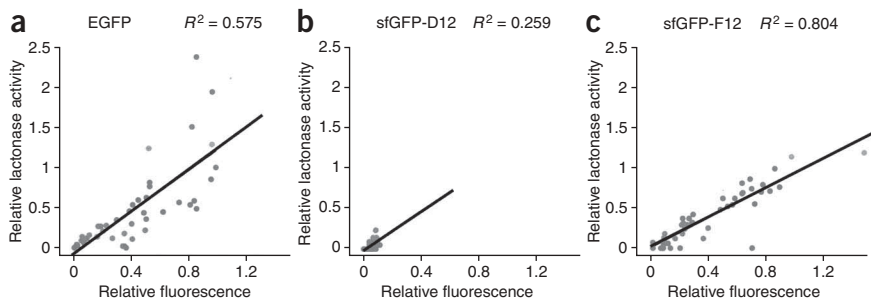 a EGFP R² = 0.575
2.5
2
1.5
1
0.5
0
Relative lactonase activity
0 0.4 0.8 1.2
Relative fluorescence
b sfGFP-D12 R² = 0.259
2.5
2
1.5
1
0.5
0
Relative lactonase activity
0 0.4 0.8 1.2
Relative fluorescence
c sfGFP-F12 R² = 0.804
2.5
2
1.5
1
0.5
0
Relative lactonase activity
0 0.4 0.8 1.2
Relative fluorescence